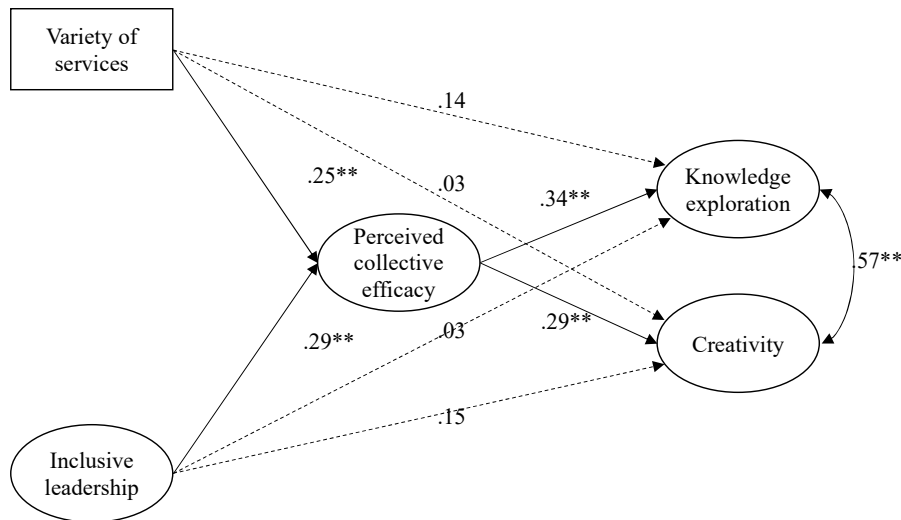 Variety of
services
.14
.25**
.03
.34**
Knowledge
exploration
Perceived
collective
efficacy
.57**
.29**
.03
.29**
Creativity
.15
Inclusive
leadership